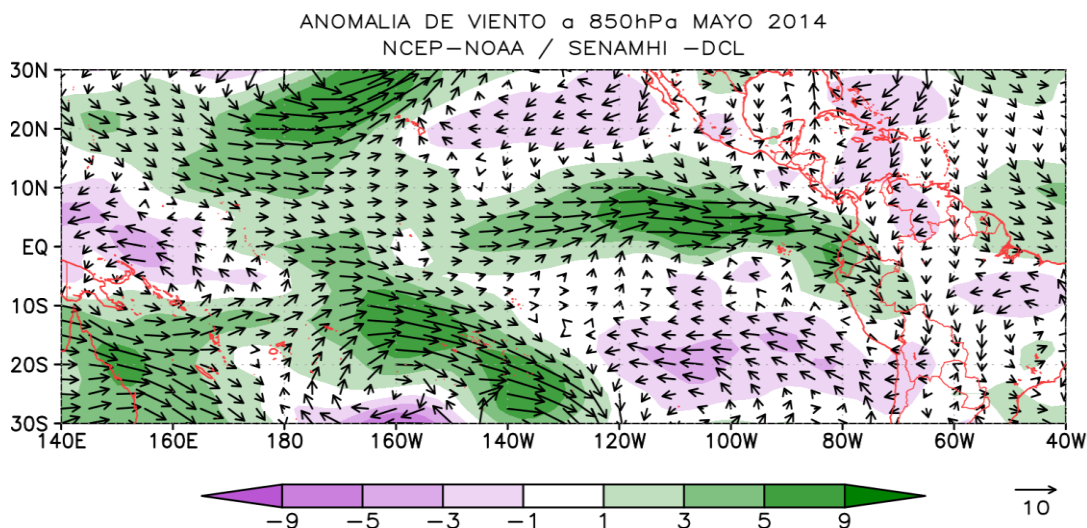 ANOMALIA DE VIENTO a 850hPa MAYO 2014
NCEP-NOAA / SENAMHI -DCL
30N
20N
10N
EQ
10S
20S
30S
140E 160E 180 160W 140W 120W 100W 80W 60W 40W
-9 -5 -3 -1 1 3 5 9
10